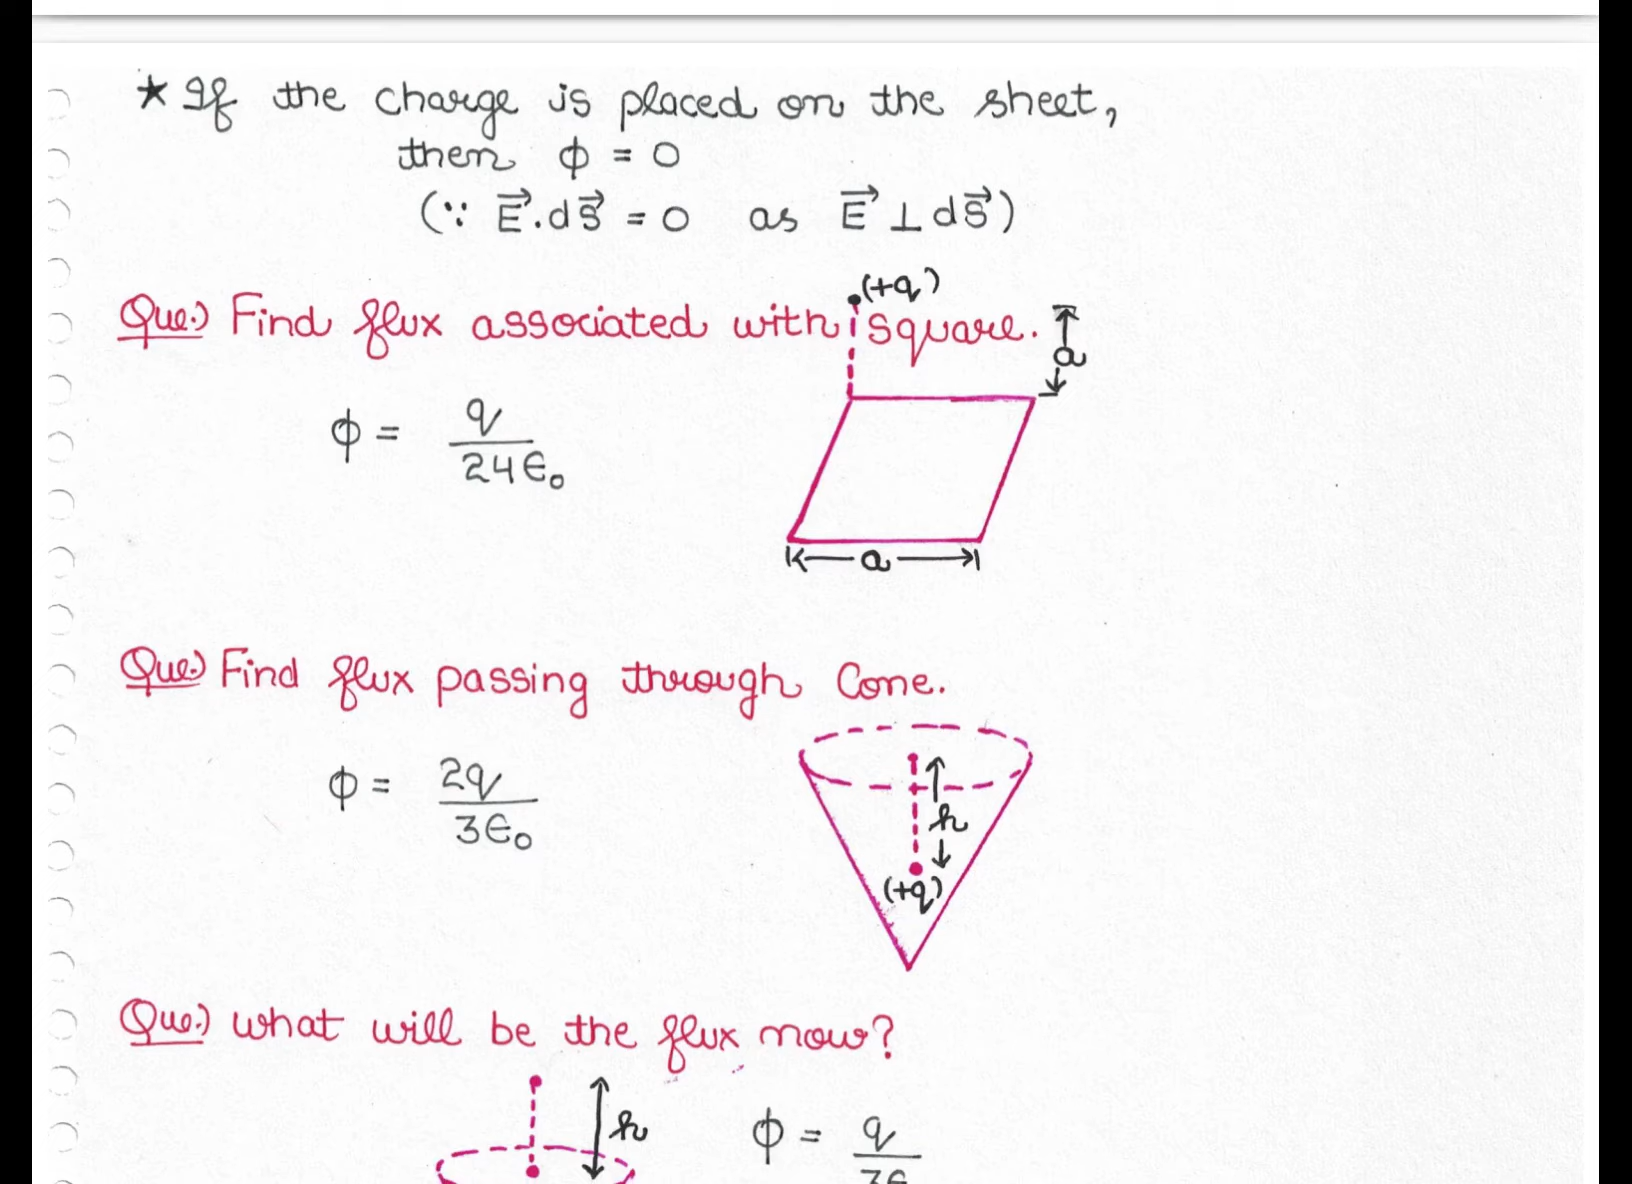 ★ If the charge is placed on the sheet,
then ϕ = 0
(∵ E⃗.dS⃗ = 0 as E⃗ ⊥ dS⃗)
(+q)
Que.) Find flux associated with square.
a
ϕ = q/24ϵ₀
a
Que.) Find flux passing through Cone.
ϕ = 2q/3ϵ₀
h
(+q)
Que.) what will be the flux now?
h
ϕ = q/3ϵ